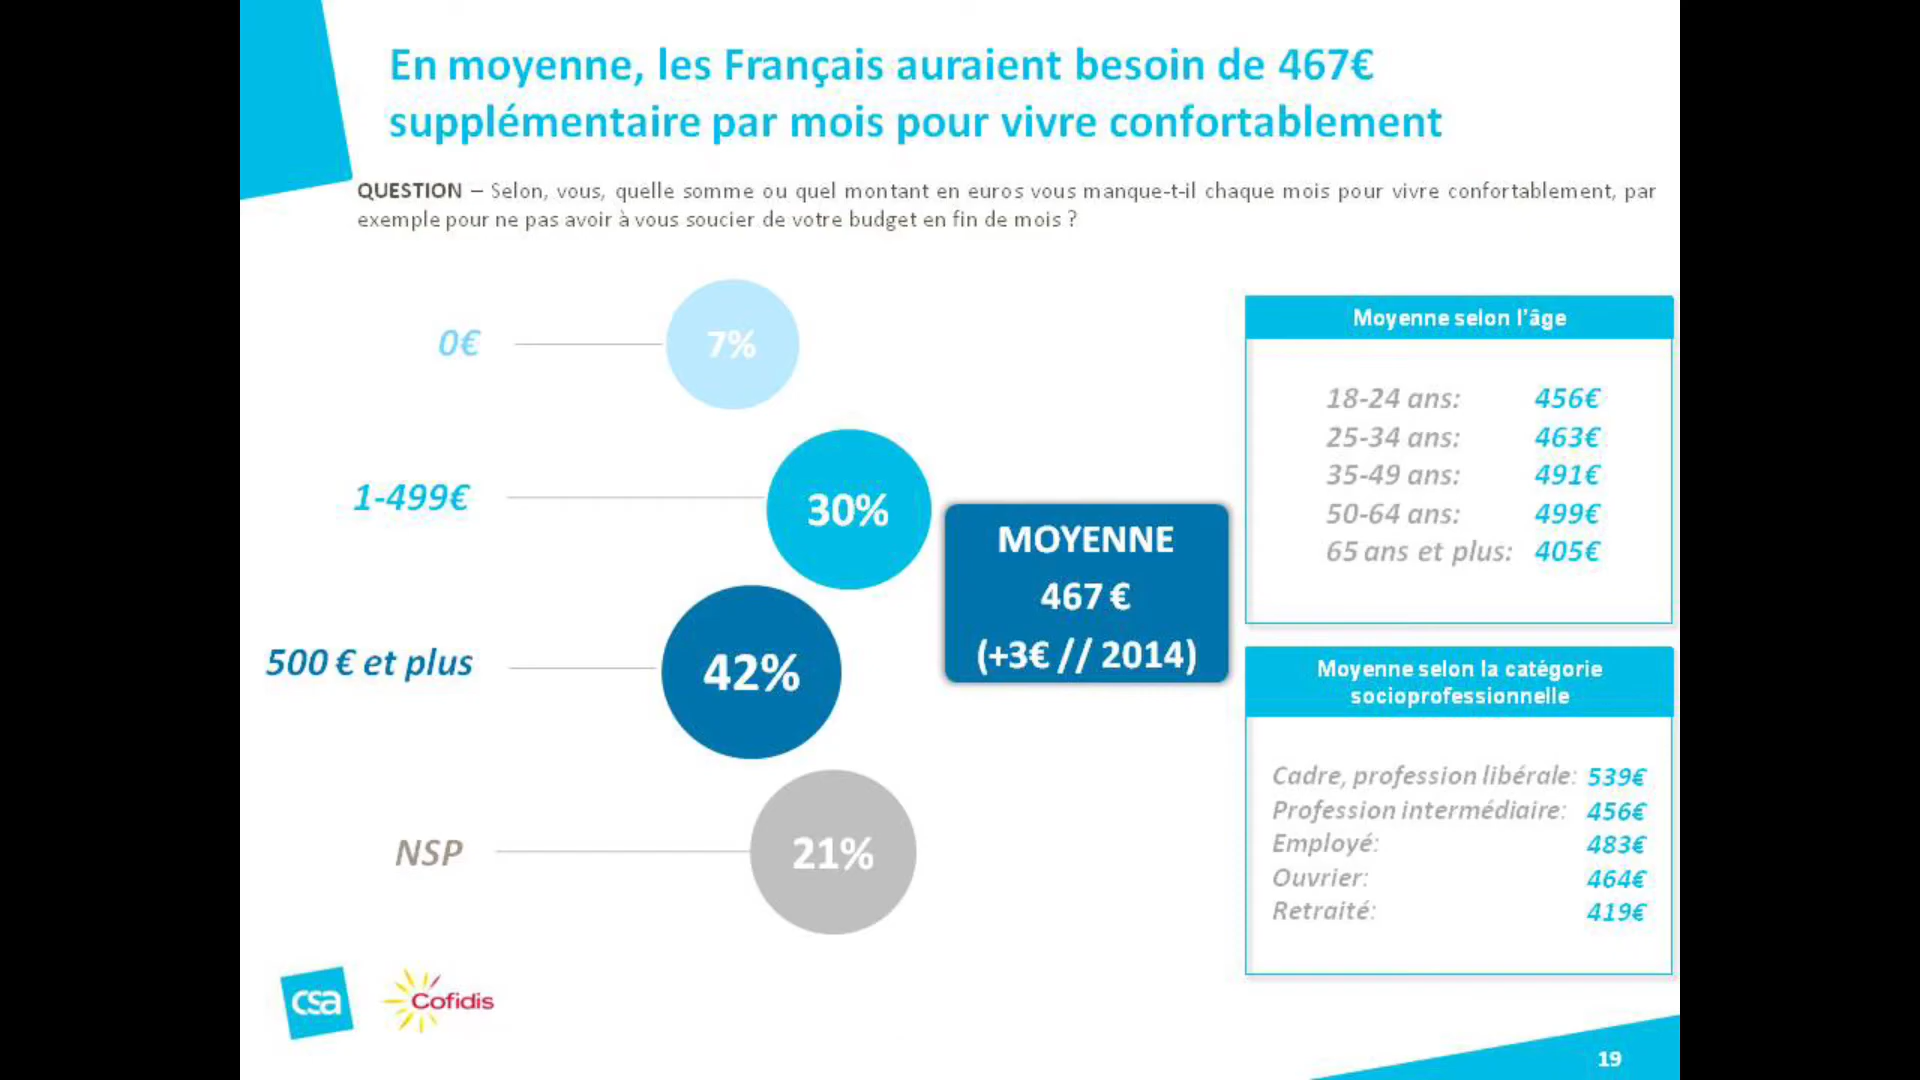 En moyenne, les Français auraient besoin de 467€
supplémentaire par mois pour vivre confortablement
QUESTION – Selon, vous, quelle somme ou quel montant en euros vous manque-t-il chaque mois pour vivre confortablement, par
exemple pour ne pas avoir à vous soucier de votre budget en fin de mois ?
0€ 7%
1-499€ 30%
500 € et plus 42%
NSP 21%
MOYENNE
467 €
(+3€ // 2014)
Moyenne selon l'âge
18-24 ans: 456€
25-34 ans: 463€
35-49 ans: 491€
50-64 ans: 499€
65 ans et plus: 405€
Moyenne selon la catégorie
socioprofessionnelle
Cadre, profession libérale: 539€
Profession intermédiaire: 456€
Employé: 483€
Ouvrier: 464€
Retraité: 419€
csa
Cofidis
19